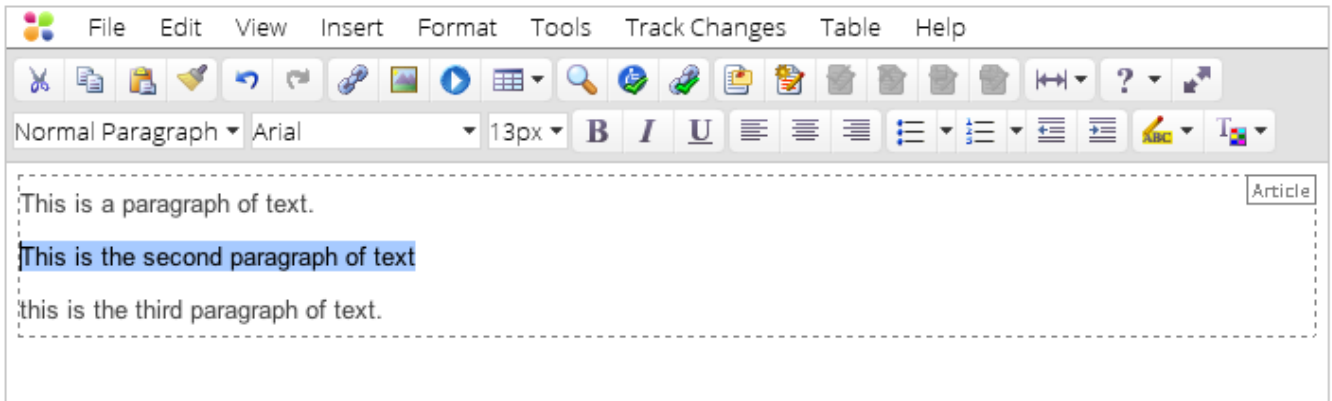 File Edit View Insert Format Tools Track Changes Table Help
Normal Paragraph Arial 13px B I U ABC T
Article
This is a paragraph of text.
This is the second paragraph of text
this is the third paragraph of text.